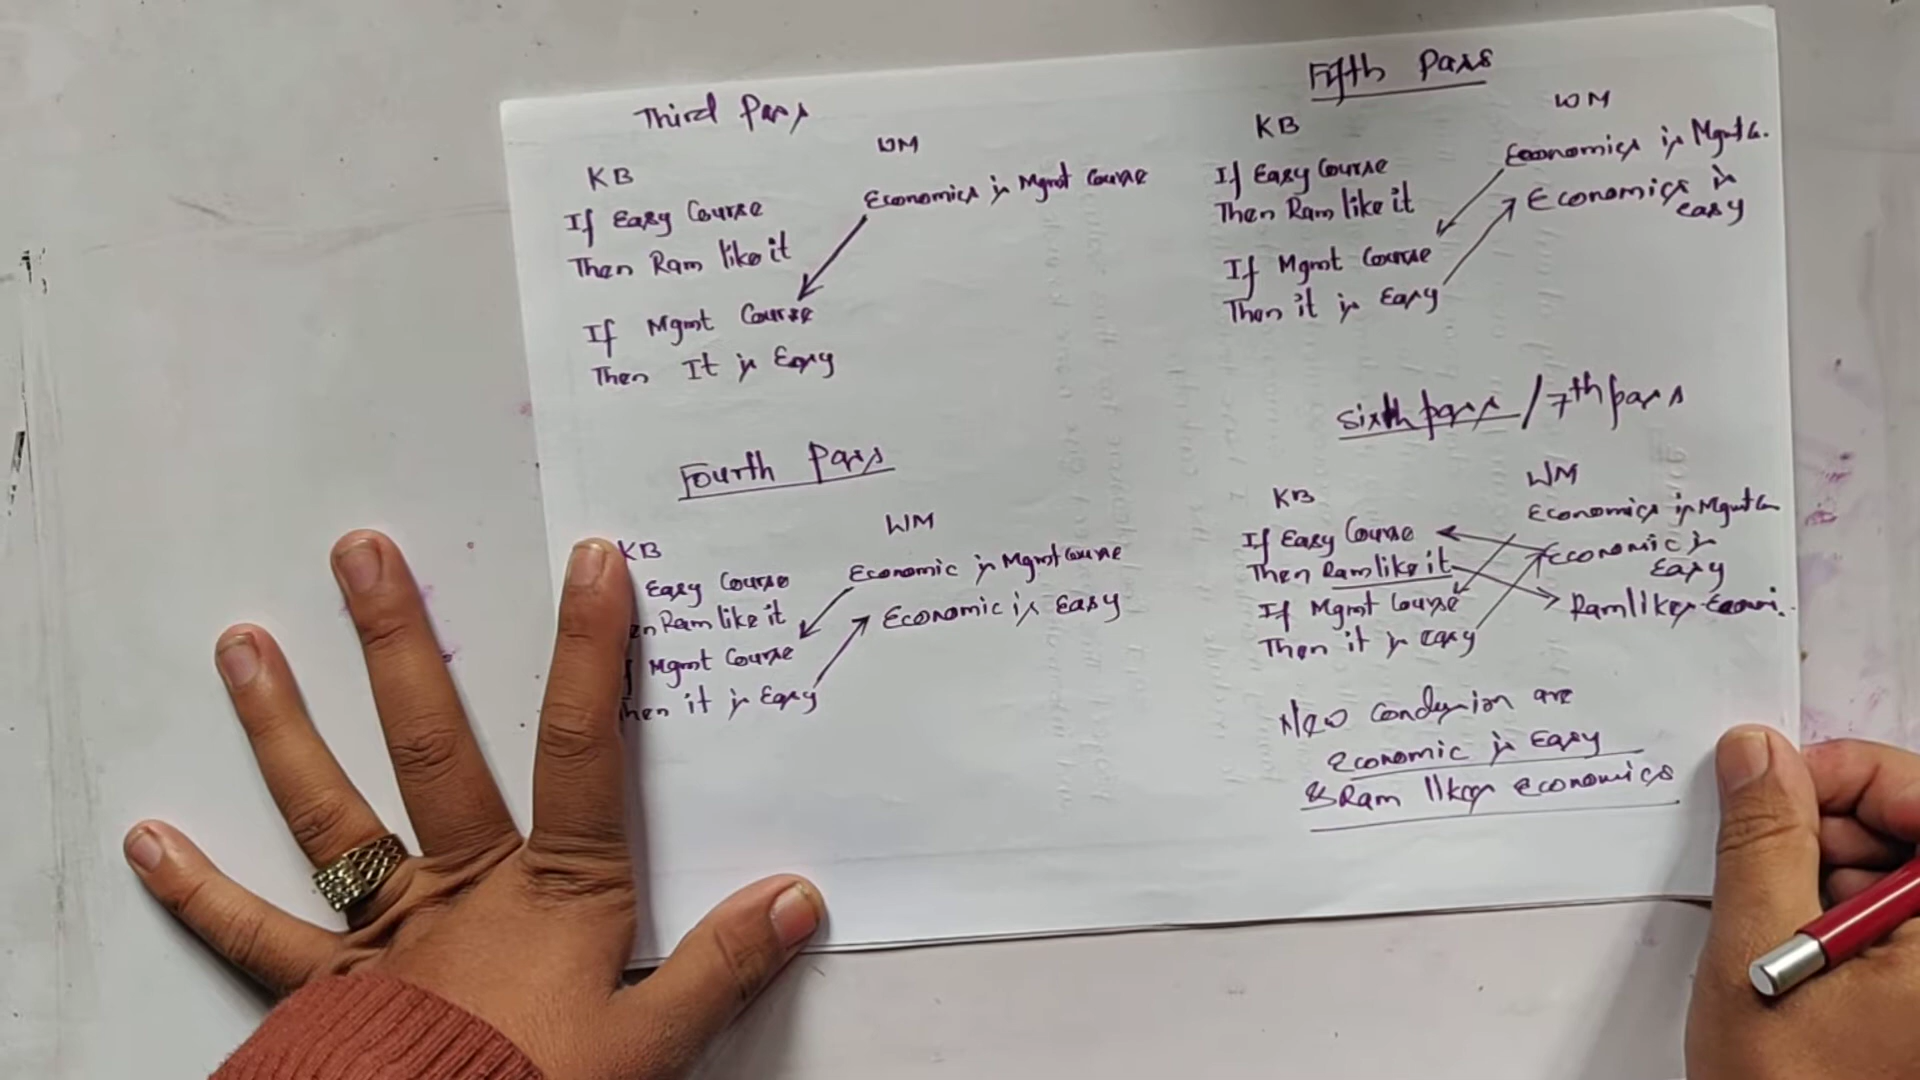 Third Pass
KB
WM
If Easy Course
Then Ram like it
Economics is Mgmt Course
If Mgmt Course
Then It is Easy
Fourth Pass
KB
WM
Easy Course
en Ram like it
Economic is Mgmt Course
Economic is Easy
f Mgmt Course
hen it is Easy
Fifth Pass
KB
WM
If Easy Course
Then Ram like it
Economics is Mgmt C.
Economics is
easy
If Mgmt Course
Then it is Easy
Sixth pass / 7th pass
KB
WM
If Easy Course
Then Ram like it
Economics is Mgmt C
Economic is
Easy
If Mgmt Course
Then it is easy
Ram likes Econi..
New are
Economic is Easy
& Ram likes economics